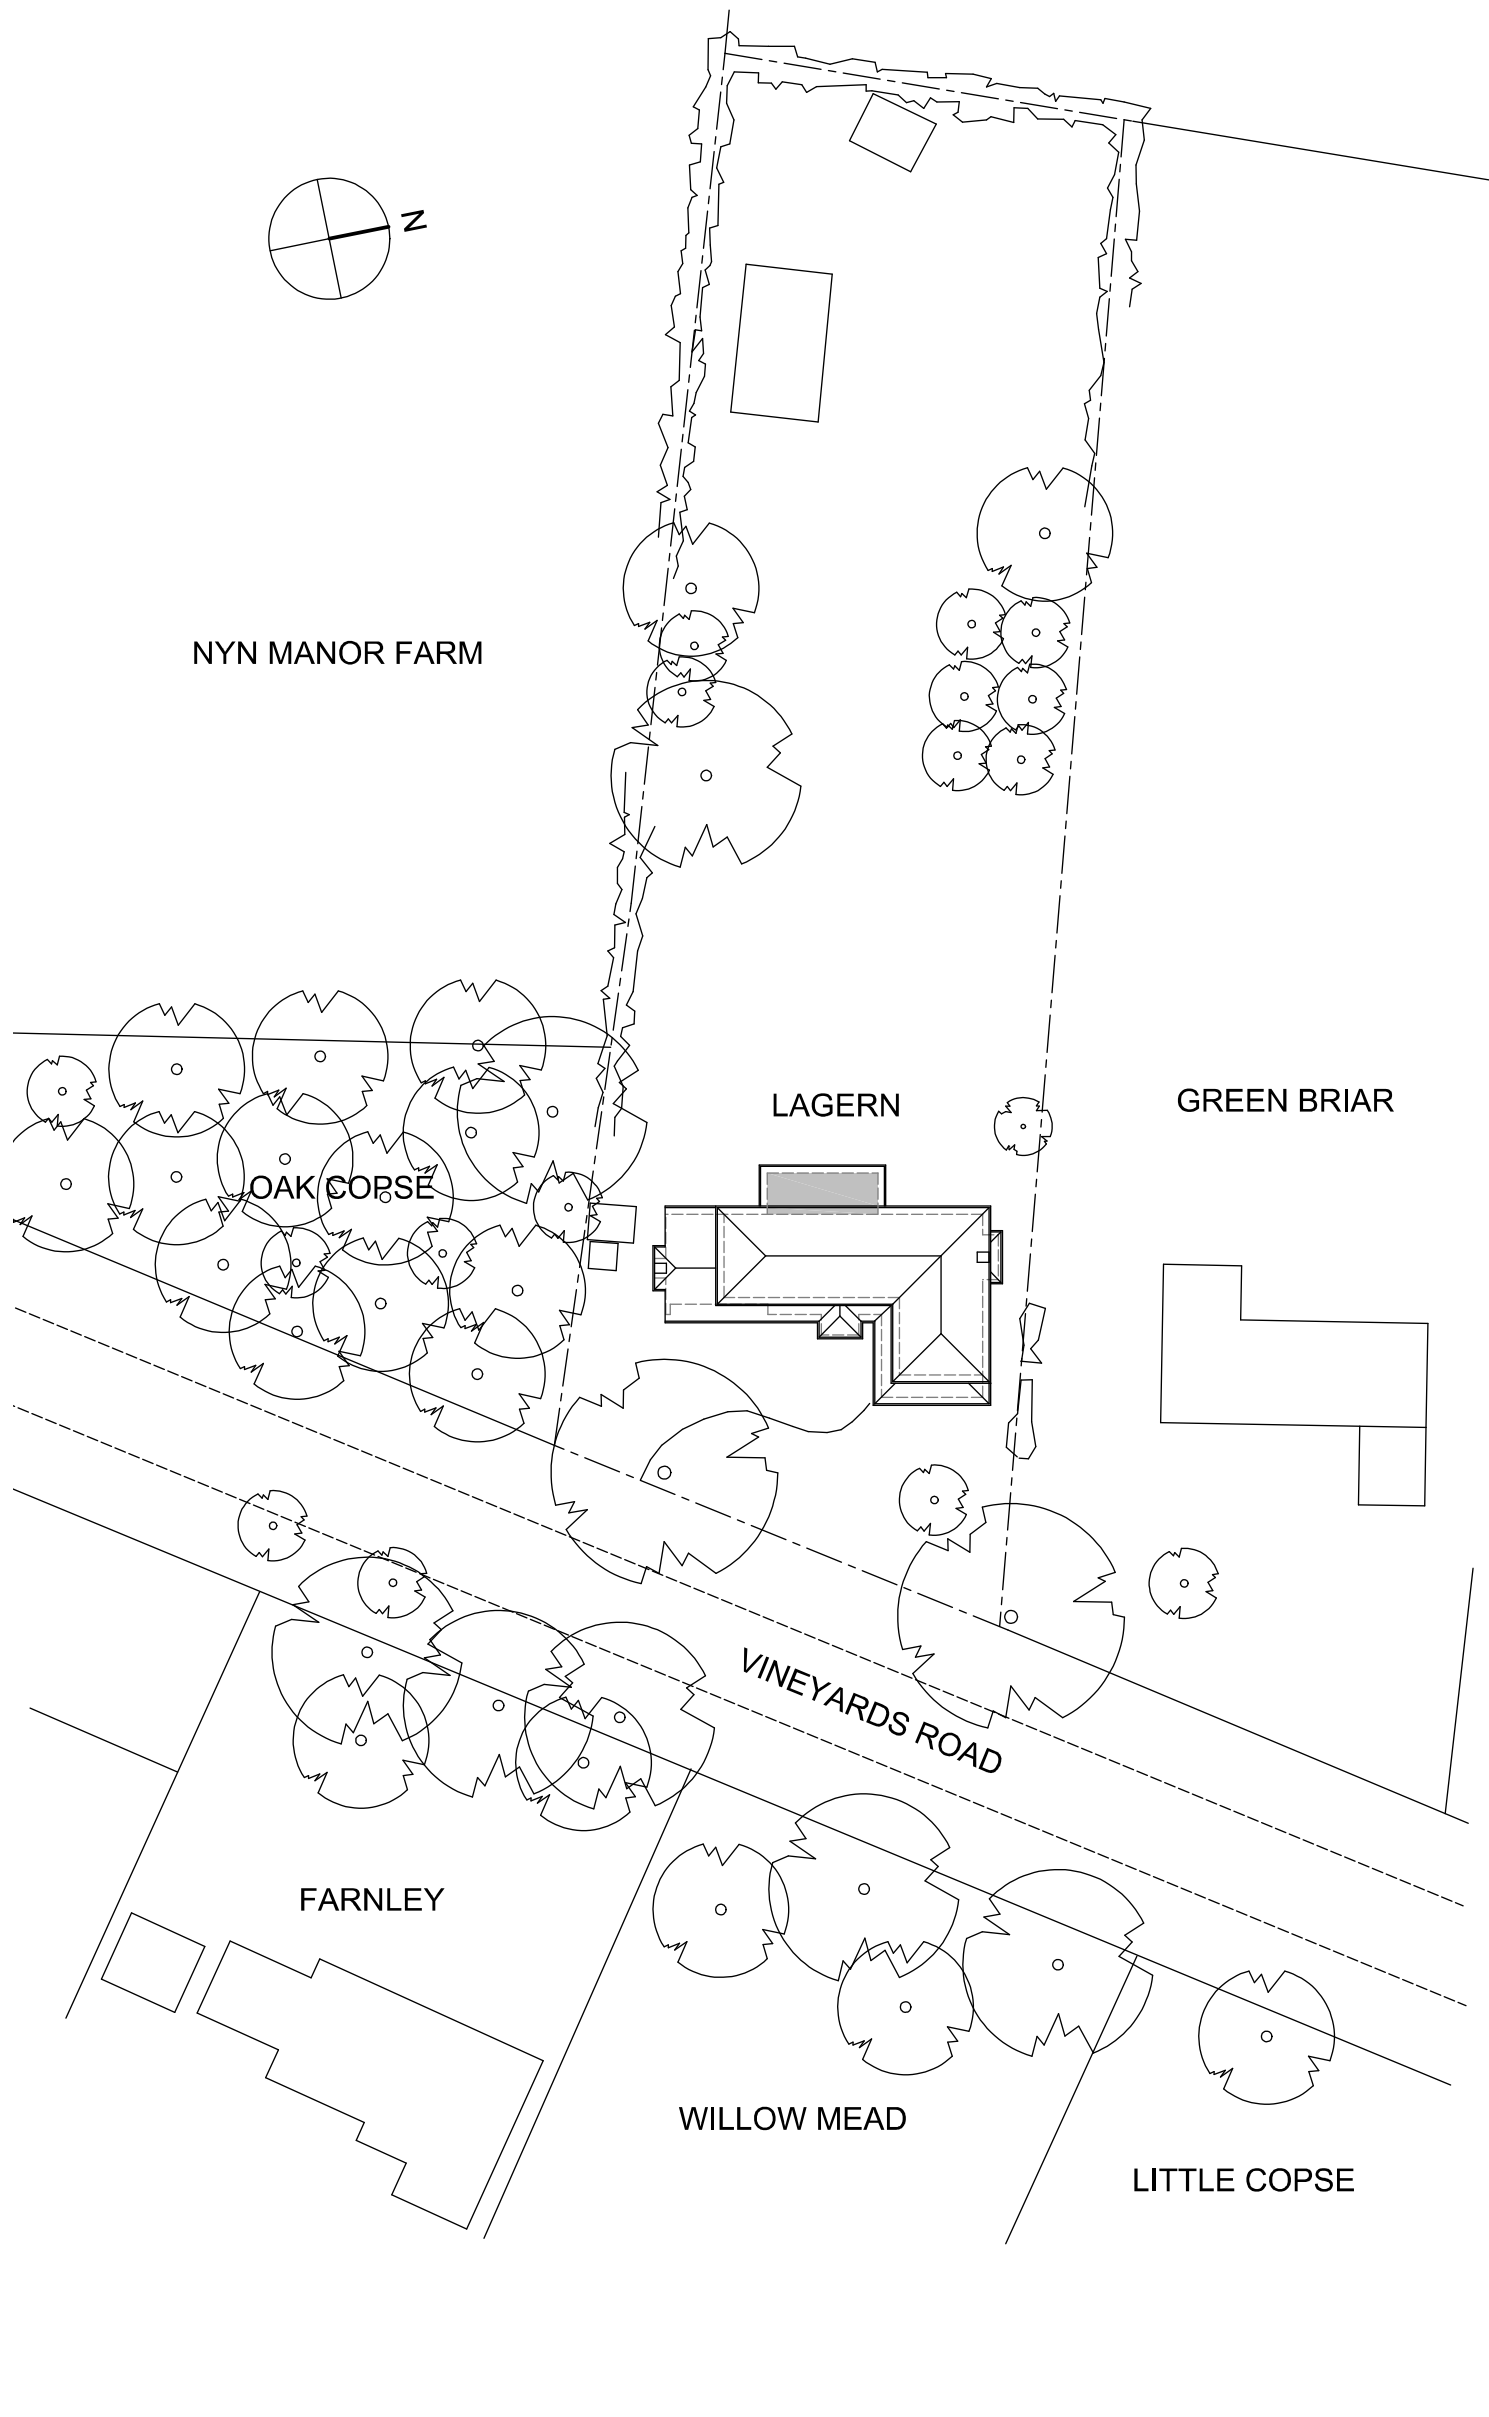 N
NYN MANOR FARM
LAGERN
GREEN BRIAR
OAK COPSE
VINEYARDS ROAD
FARNLEY
WILLOW MEAD
LITTLE COPSE